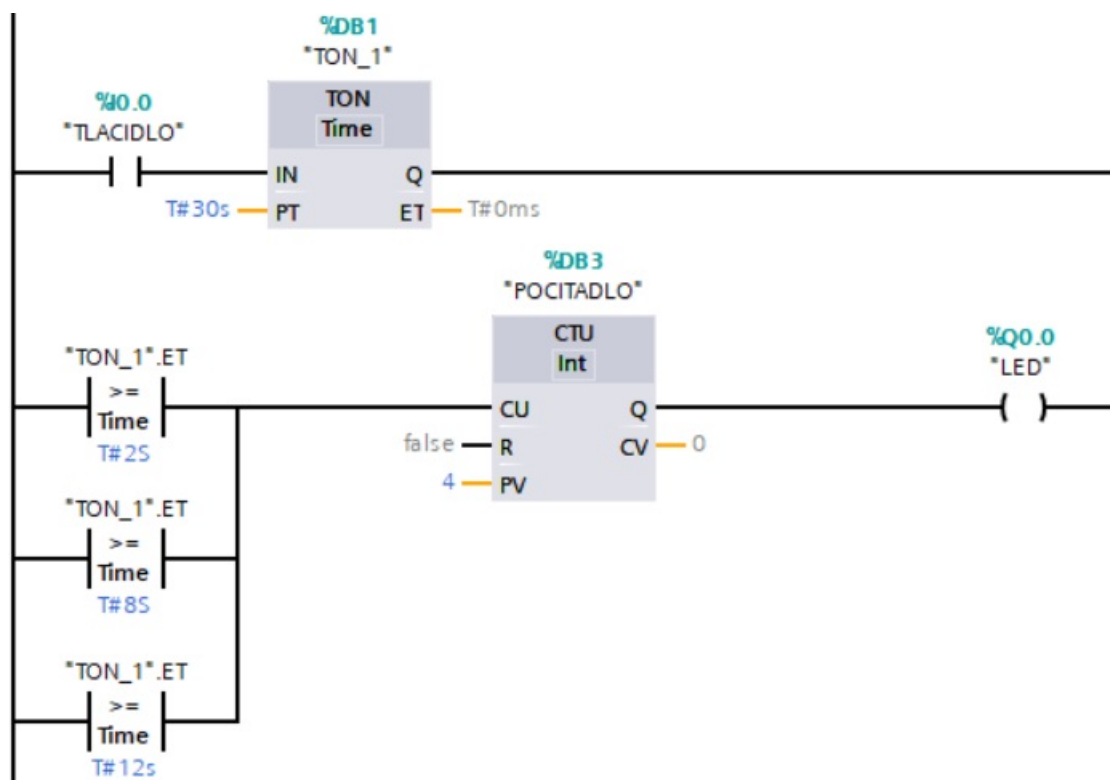 %DB1
"TON_1"
TON
Time
%I0.0
"TLACIDLO"
IN Q
T#30s PT ET T#0ms
%DB3
"POCITADLO"
CTU
Int
%Q0.0
"LED"
"TON_1".ET
>=
Time
T#2S
CU Q
false R CV 0
4 PV
"TON_1".ET
>=
Time
T#8S
"TON_1".ET
>=
Time
T#12s